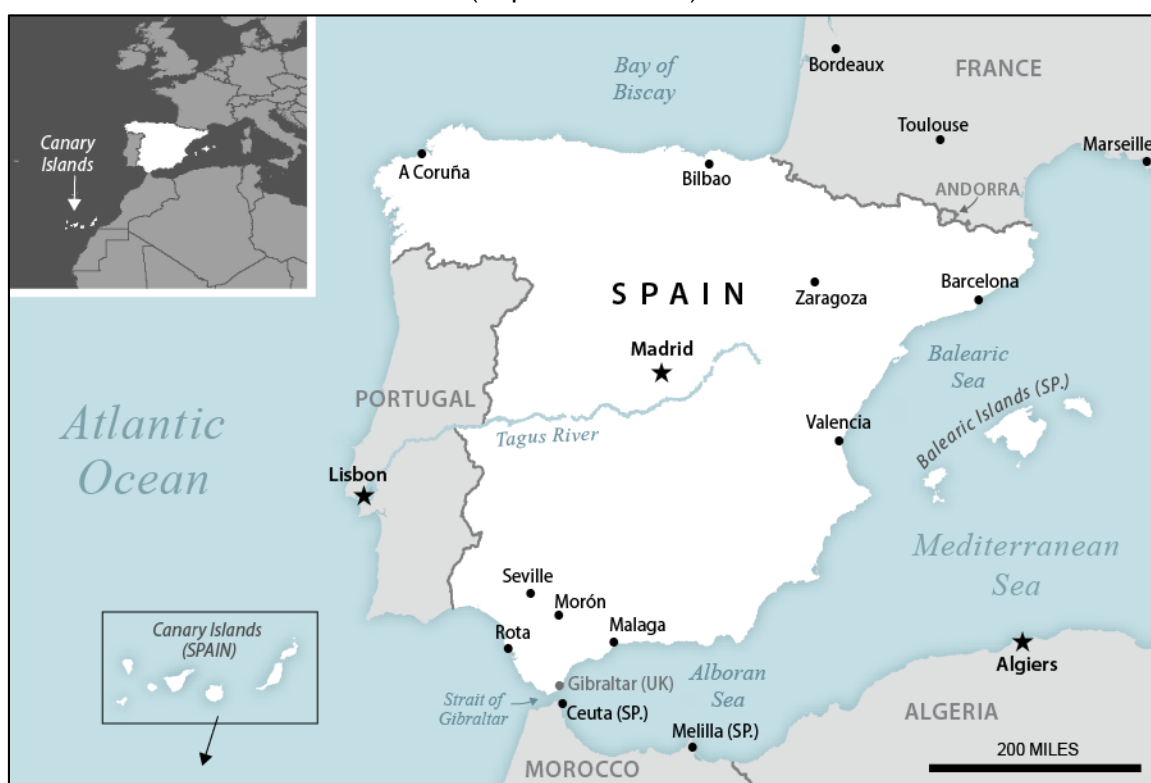 Bay of
Biscay
Bordeaux
FRANCE
Toulouse
Marseille
Canary
Islands
A Coruña
Bilbao
ANDORRA
SPAIN
Zaragoza
Barcelona
Madrid
Balearic
Sea
PORTUGAL
Balearic Islands (SP.)
Atlantic
Ocean
Tagus River
Valencia
Lisbon
Mediterranean
Sea
Seville
Morón
Canary Islands
(SPAIN)
Rota
Malaga
Algiers
Gibraltar (UK)
Alboran
Sea
Strait of
Gibraltar
Ceuta (SP.)
ALGERIA
Melilla (SP.)
200 MILES
MOROCCO